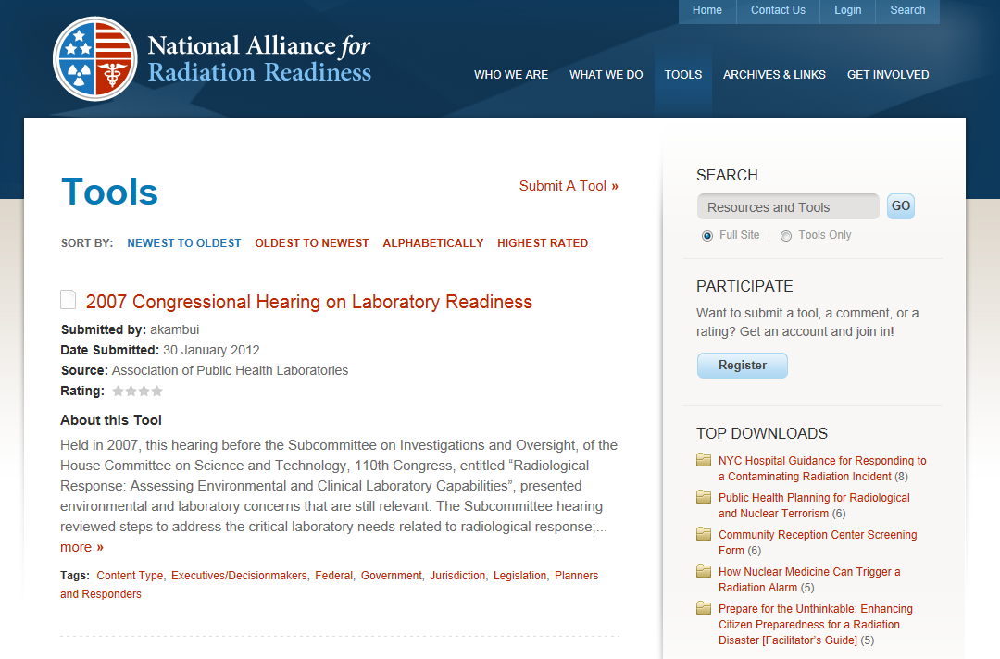 Home
Contact Us
Login
Search
National Alliance for
Radiation Readiness
WHO WE ARE
WHAT WE DO
TOOLS
ARCHIVES & LINKS
GET INVOLVED
Tools
Submit A Tool »
SORT BY: NEWEST TO OLDEST OLDEST TO NEWEST ALPHABETICALLY HIGHEST RATED
2007 Congressional Hearing on Laboratory Readiness
Submitted by: akambui
Date Submitted: 30 January 2012
Source: Association of Public Health Laboratories
Rating:
About this Tool
Held in 2007, this hearing before the Subcommittee on Investigations and Oversight, of the
House Committee on Science and Technology, 110th Congress, entitled “Radiological
Response: Assessing Environmental and Clinical Laboratory Capabilities”, presented
environmental and laboratory concerns that are still relevant. The Subcommittee hearing
reviewed steps to address the critical laboratory needs related to radiological response;...
more »
Tags: Content Type, Executives/Decisionmakers, Federal, Government, Jurisdiction, Legislation, Planners
and Responders
SEARCH
Resources and Tools
GO
Full Site
Tools Only
PARTICIPATE
Want to submit a tool, a comment, or a
rating? Get an account and join in!
Register
TOP DOWNLOADS
NYC Hospital Guidance for Responding to
a Contaminating Radiation Incident (8)
Public Health Planning for Radiological
and Nuclear Terrorism (6)
Community Reception Center Screening
Form (6)
How Nuclear Medicine Can Trigger a
Radiation Alarm (5)
Prepare for the Unthinkable: Enhancing
Citizen Preparedness for a Radiation
Disaster [Facilitator’s Guide] (5)